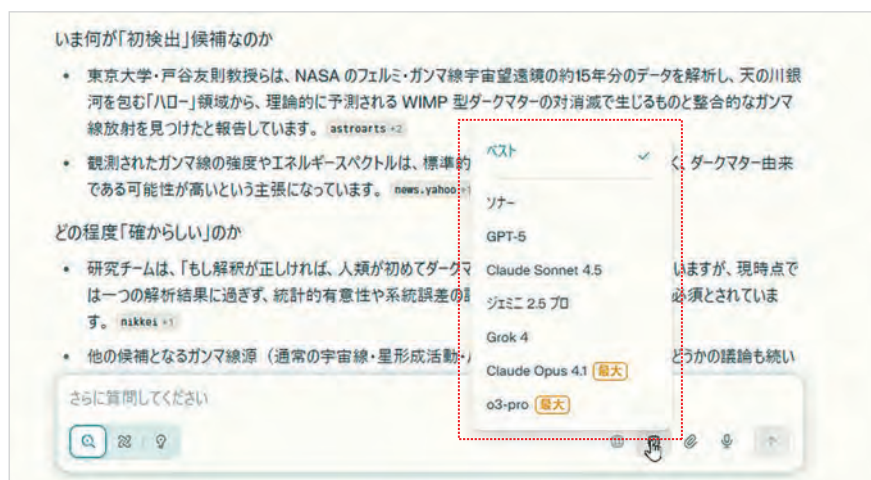 いま何が「初検出」候補なのか
• 東京大学・戸谷友則教授らは、NASA のフェルミ・ガンマ線宇宙望遠鏡の約15年分のデータを解析し、天の川銀
河を包む「ハロー」領域から、理論的に予測される WIMP 型ダークマターの対消滅で生じるものと整合的なガンマ
線放射を見つけたと報告しています。 astroarts +2
• 観測されたガンマ線の強度やエネルギースペクトルは、標準的
く、ダークマター由来
である可能性が高いという主張になっています。 news.yahoo +1
どの程度「確からしい」のか
• 研究チームは、「もし解釈が正しければ、人類が初めてダークマ
いますが、現時点で
は一つの解析結果に過ぎず、統計的有意性や系統誤差の
必須とされていま
す。 nikkei +1
• 他の候補となるガンマ線源（通常の宇宙線・星形成活動・
どうかの議論も続い
ベスト
ソナー
GPT-5
Claude Sonnet 4.5
ジェミニ 2.5 プロ
Grok 4
Claude Opus 4.1 最大
o3-pro 最大
さらに質問してください